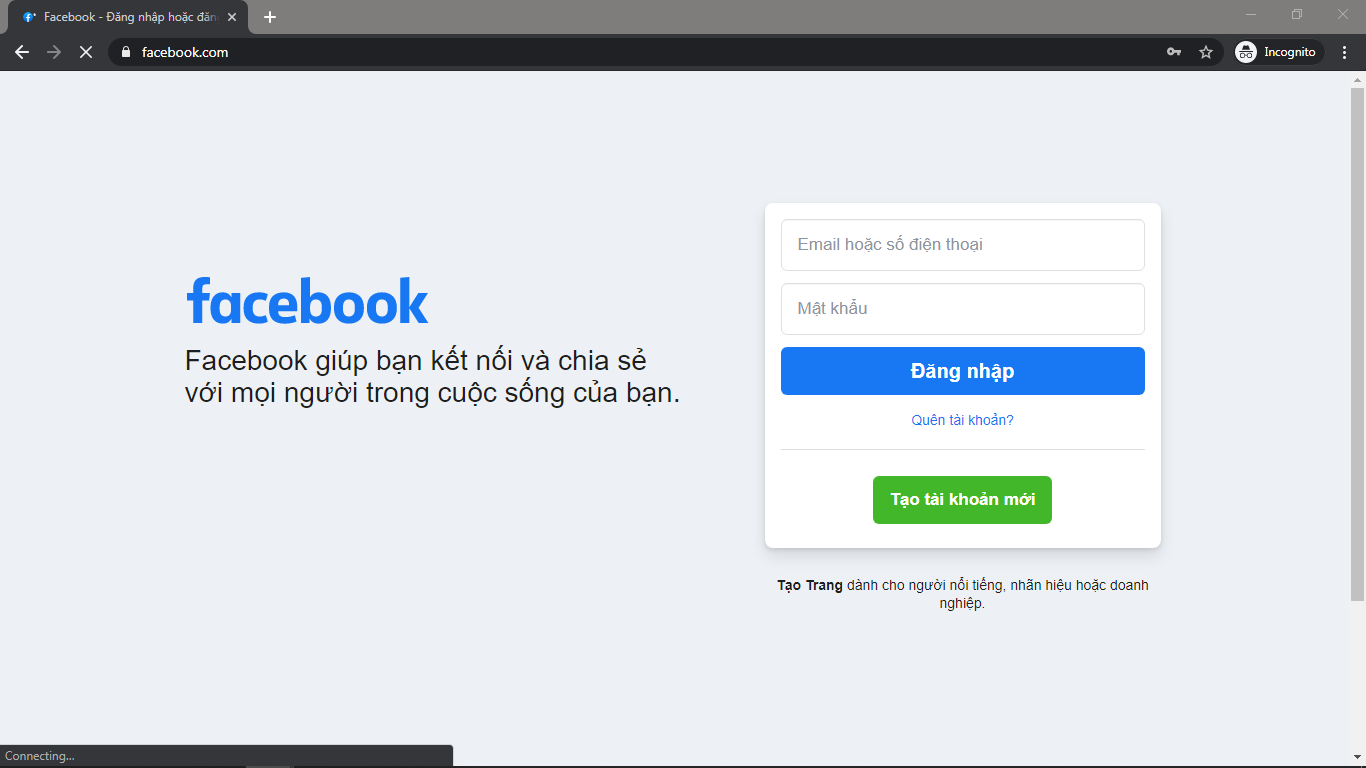 Facebook - Đăng nhập hoặc đăn
facebook.com
Incognito
facebook
Facebook giúp bạn kết nối và chia sẻ
với mọi người trong cuộc sống của bạn.
Email hoặc số điện thoại
Mật khẩu
Đăng nhập
Quên tài khoản?
Tạo tài khoản mới
Tạo Trang dành cho người nổi tiếng, nhãn hiệu hoặc doanh
nghiệp.
Connecting...